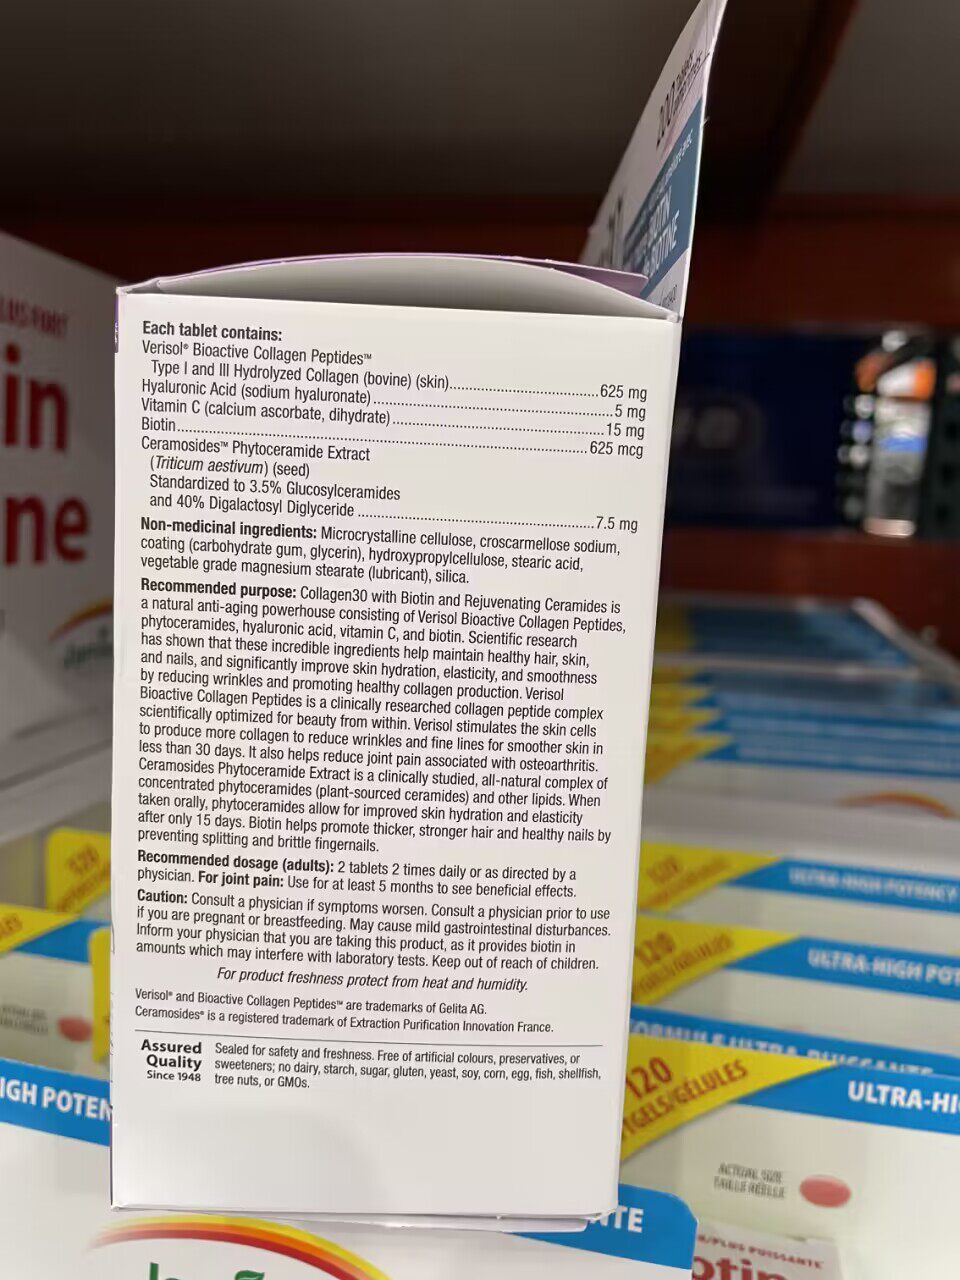 Each tablet contains:
Verisol® Bioactive Collagen Peptides™
Type I and III Hydrolyzed Collagen (bovine) (skin)..............................625 mg
Hyaluronic Acid (sodium hyaluronate)..............................5 mg
Vitamin C (calcium ascorbate, dihydrate)..............................15 mg
Biotin..............................625 mcg
Ceramosides™ Phytoceramide Extract
(Triticum aestivum) (seed)
Standardized to 3.5% Glucosylceramides
and 40% Digalactosyl Diglyceride..............................7.5 mg
Non-medicinal ingredients: Microcrystalline cellulose, croscarmellose sodium,
coating (carbohydrate gum, glycerin), hydroxypropylcellulose, stearic acid,
vegetable grade magnesium stearate (lubricant), silica.
Recommended purpose: Collagen30 with Biotin and Rejuvenating Ceramides is
a natural anti-aging powerhouse consisting of Verisol Bioactive Collagen Peptides,
phytoceramides, hyaluronic acid, vitamin C, and biotin. Scientific research
has shown that these incredible ingredients help maintain healthy hair, skin,
and nails, and significantly improve skin hydration, elasticity, and smoothness
by reducing wrinkles and promoting healthy collagen production. Verisol
Bioactive Collagen Peptides is a clinically researched collagen peptide complex
scientifically optimized for beauty from within. Verisol stimulates the skin cells
to produce more collagen to reduce wrinkles and fine lines for smoother skin in
less than 30 days. It also helps reduce joint pain associated with osteoarthritis.
Ceramosides Phytoceramide Extract is a clinically studied, all-natural complex of
concentrated phytoceramides (plant-sourced ceramides) and other lipids. When
taken orally, phytoceramides allow for improved skin hydration and elasticity
after only 15 days. Biotin helps promote thicker, stronger hair and healthy nails by
preventing splitting and brittle fingernails.
Recommended dosage (adults): 2 tablets 2 times daily or as directed by a
physician. For joint pain: Use for at least 5 months to see beneficial effects.
Caution: Consult a physician if symptoms worsen. Consult a physician prior to use
if you are pregnant or breastfeeding. May cause mild gastrointestinal disturbances.
Inform your physician that you are taking this product, as it provides biotin in
amounts which may interfere with laboratory tests. Keep out of reach of children.
For product freshness protect from heat and humidity.
Verisol® and Bioactive Collagen Peptides™ are trademarks of Gelita AG.
Ceramosides® is a registered trademark of Extraction Purification Innovation France.
Assured
Quality
Since 1948
Sealed for safety and freshness. Free of artificial colours, preservatives, or
sweeteners; no dairy, starch, sugar, gluten, yeast, soy, corn, egg, fish, shellfish,
tree nuts, or GMOs.
BIOTIN
BIOTINE
in
ne
120
ULTRA-HIGH POTENCY
120
ULTRA-HIGH POT
120
GELS/GÉLULES
ULTRA-HI
ACTUAL SIZE
TAILLE RÉELLE
IGH POTEN
NTE
/PLUS PUISSANTE
otin